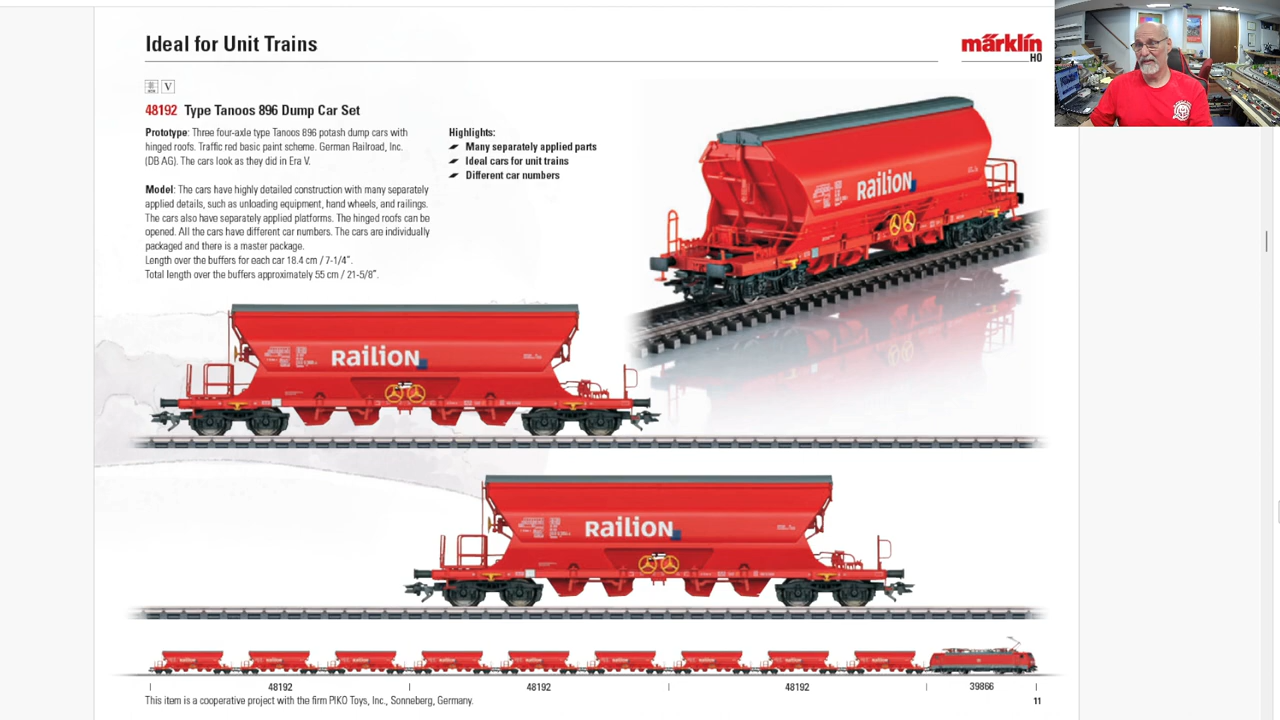 Ideal for Unit Trains
märklín
HO
V
48192 Type Tanoos 896 Dump Car Set
Prototype: Three four-axle type Tanoos 896 potash dump cars with
hinged roofs. Traffic red basic paint scheme. German Railroad, Inc.
(DB AG). The cars look as they did in Era V.
Model: The cars have highly detailed construction with many separately
applied details, such as unloading equipment, hand wheels, and railings.
The cars also have separately applied platforms. The hinged roofs can be
opened. All the cars have different car numbers. The cars are individually
packaged and there is a master package.
Length over the buffers for each car 18.4 cm / 7-1/4".
Total length over the buffers approximately 55 cm / 21-5/8".
Highlights:
Many separately applied parts
Ideal cars for unit trains
Different car numbers
RaiLiON
RaiLiON
RaiLiON
48192
48192
48192
39866
This item is a cooperative project with the firm PIKO Toys, Inc., Sonneberg, Germany.
11